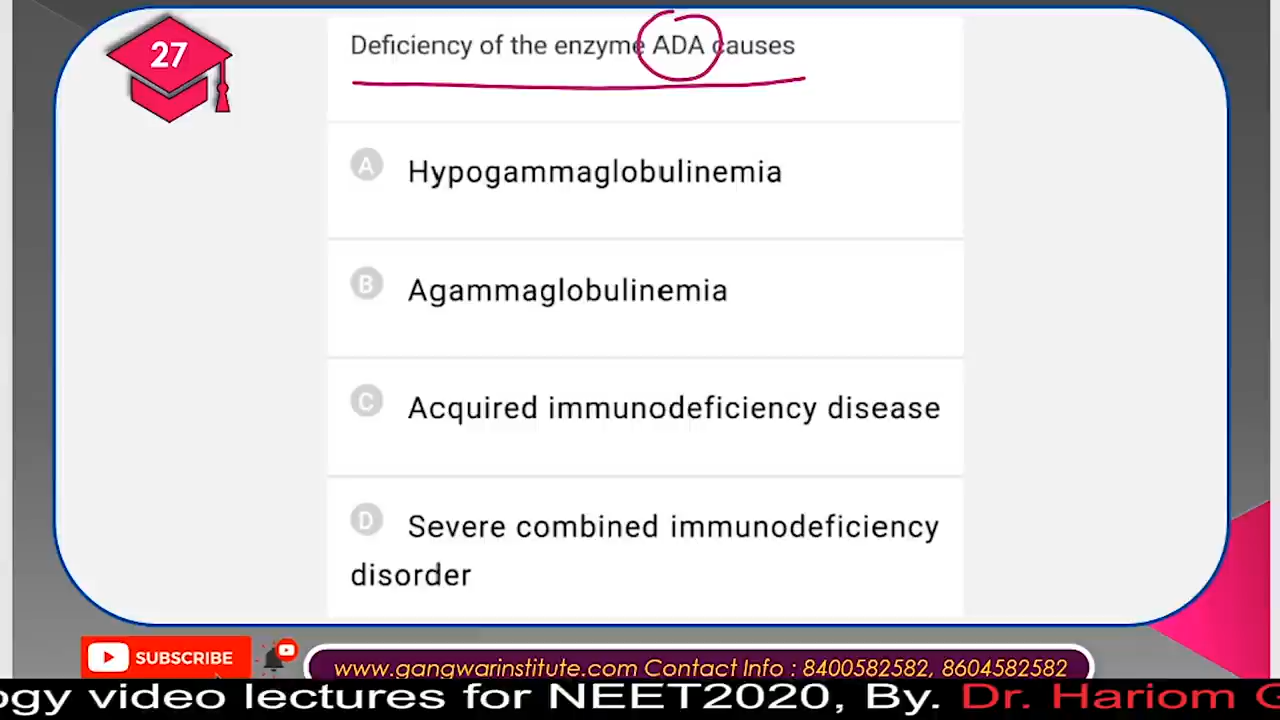 27
Deficiency of the enzyme ADA causes
A Hypogammaglobulinemia
B Agammaglobulinemia
C Acquired immunodeficiency disease
D Severe combined immunodeficiency
disorder
SUBSCRIBE
www.gangwarinstitute.com Contact Info : 8400582582, 8604582582
ogy video lectures for NEET2020, By. Dr. Hariom G